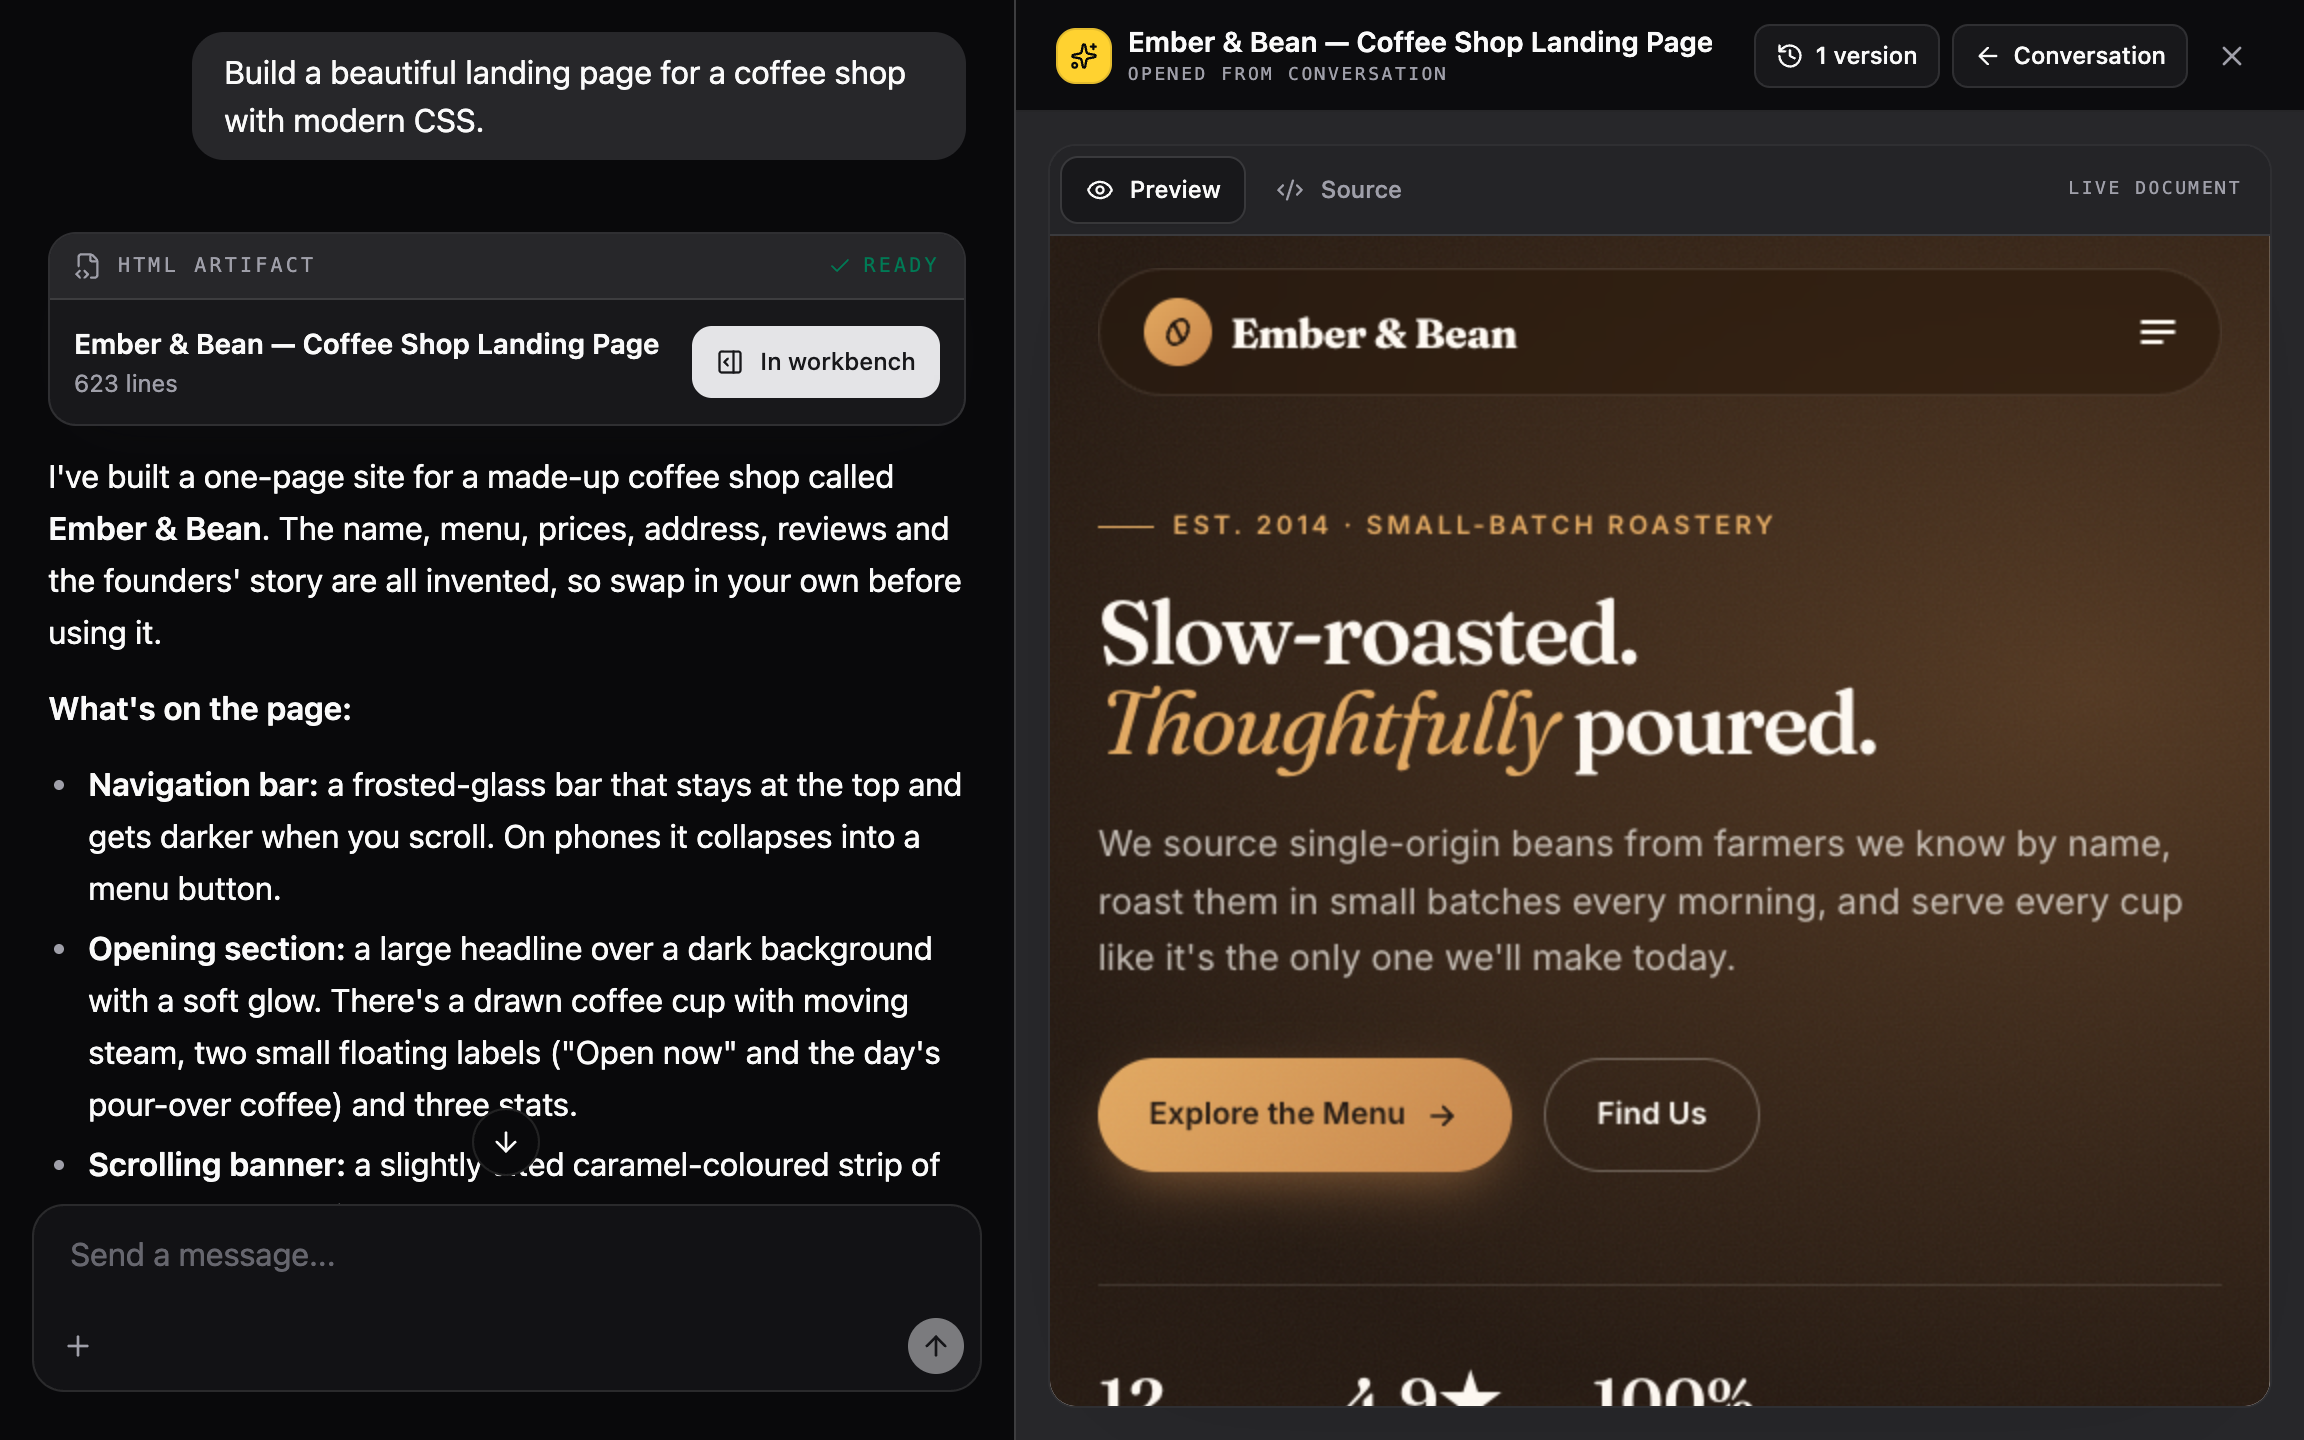 Build a beautiful landing page for a coffee shop
with modern CSS.
HTML ARTIFACT
READY
Ember & Bean — Coffee Shop Landing Page
623 lines
In workbench
I've built a one-page site for a made-up coffee shop called
Ember & Bean. The name, menu, prices, address, reviews and
the founders' story are all invented, so swap in your own before
using it.
What's on the page:
Navigation bar: a frosted-glass bar that stays at the top and
gets darker when you scroll. On phones it collapses into a
menu button.
Opening section: a large headline over a dark background
with a soft glow. There's a drawn coffee cup with moving
steam, two small floating labels ("Open now" and the day's
pour-over coffee) and three stats.
Scrolling banner: a slightly caramel-coloured strip of
Send a message...
Ember & Bean — Coffee Shop Landing Page
OPENED FROM CONVERSATION
1 version
Conversation
Preview
Source
LIVE DOCUMENT
Ember & Bean
EST. 2014 · SMALL-BATCH ROASTERY
Slow-roasted.
Thoughtfully poured.
We source single-origin beans from farmers we know by name,
roast them in small batches every morning, and serve every cup
like it's the only one we'll make today.
Explore the Menu →
Find Us
12
4.9★
100%